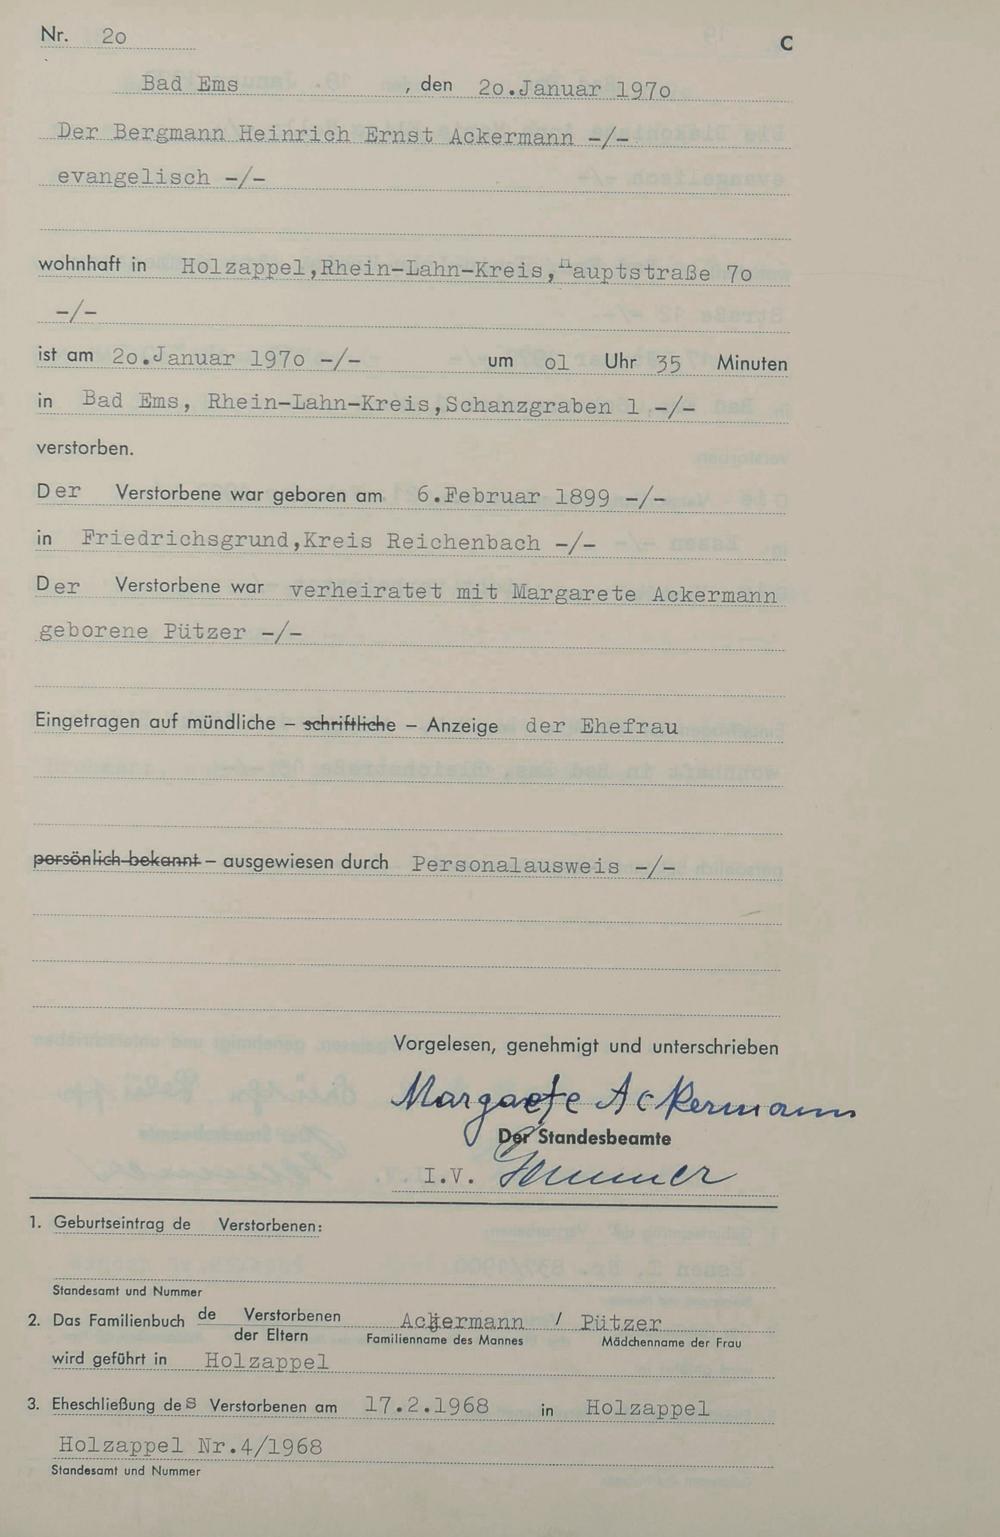 Nr. 2o
C
Bad Ems , den 2o.Januar 197o
Der Bergmann Heinrich Ernst Ackermann -/-
evangelisch -/-
wohnhaft in Holzappel,Rhein-Lahn-Kreis,Hauptstraße 7o
-/-
ist am 2o.Januar 197o -/- um o1 Uhr 35 Minuten
in Bad Ems, Rhein-Lahn-Kreis,Schanzgraben 1 -/-
verstorben.
Der Verstorbene war geboren am 6.Februar 1899 -/-
in Friedrichsgrund,Kreis Reichenbach -/-
Der Verstorbene war verheiratet mit Margarete Ackermann
geborene Pützer -/-
Eingetragen auf mündliche – schriftliche – Anzeige der Ehefrau
persönlich bekannt – ausgewiesen durch Personalausweis -/-
Vorgelesen, genehmigt und unterschrieben
Margarete Ackermann
Der Standesbeamte
I.V.
1. Geburtseintrag de Verstorbenen:
Standesamt und Nummer
2. Das Familienbuch de Verstorbenen Ackermann / Pützer
der Eltern Familienname des Mannes Mädchenname der Frau
wird geführt in Holzappel
3. Eheschließung des Verstorbenen am 17.2.1968 in Holzappel
Holzappel Nr.4/1968
Standesamt und Nummer